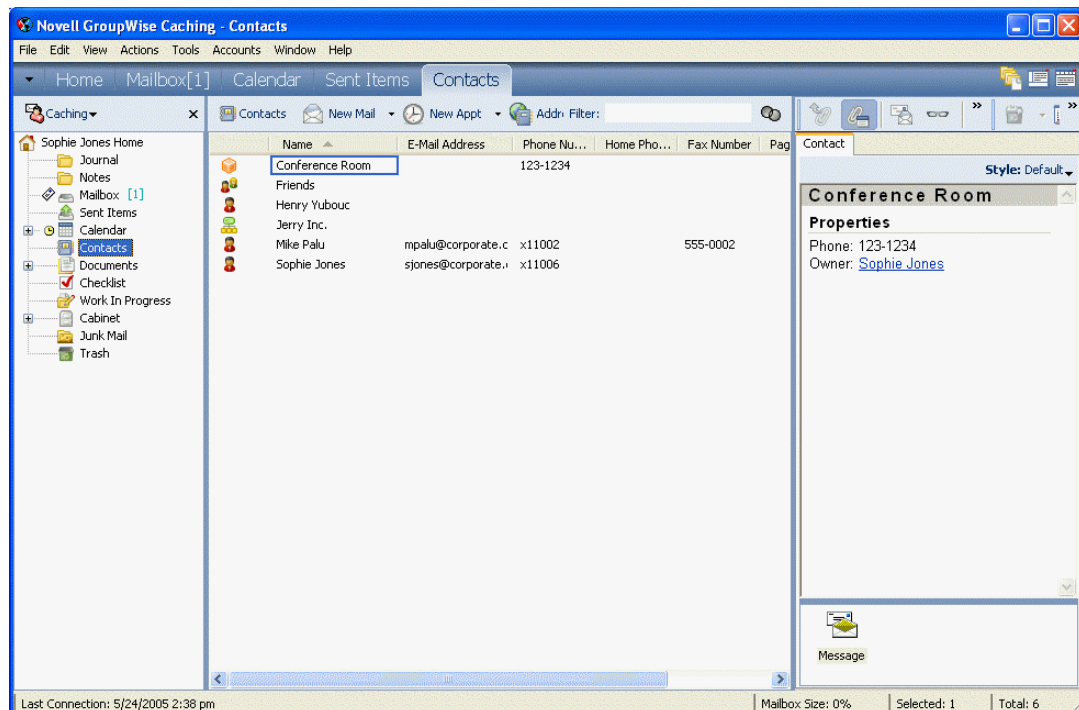 Novell GroupWise Caching - Contacts
File Edit View Actions Tools Accounts Window Help
Home Mailbox[1] Calendar Sent Items Contacts
Caching Contacts New Mail New Appt Addr Filter:
Sophie Jones Home
Journal
Notes
Mailbox [1]
Sent Items
Calendar
Contacts
Documents
Checklist
Work In Progress
Cabinet
Junk Mail
Trash
Name E-Mail Address Phone Nu... Home Pho... Fax Number Pag
Conference Room 123-1234
Friends
Henry Yubouc
Jerry Inc.
Mike Palu mpalu@corporate.c x11002 555-0002
Sophie Jones sjones@corporate. x11006
Contact
Style: Default
Conference Room
Properties
Phone: 123-1234
Owner: Sophie Jones
Message
Last Connection: 5/24/2005 2:38 pm Mailbox Size: 0% Selected: 1 Total: 6